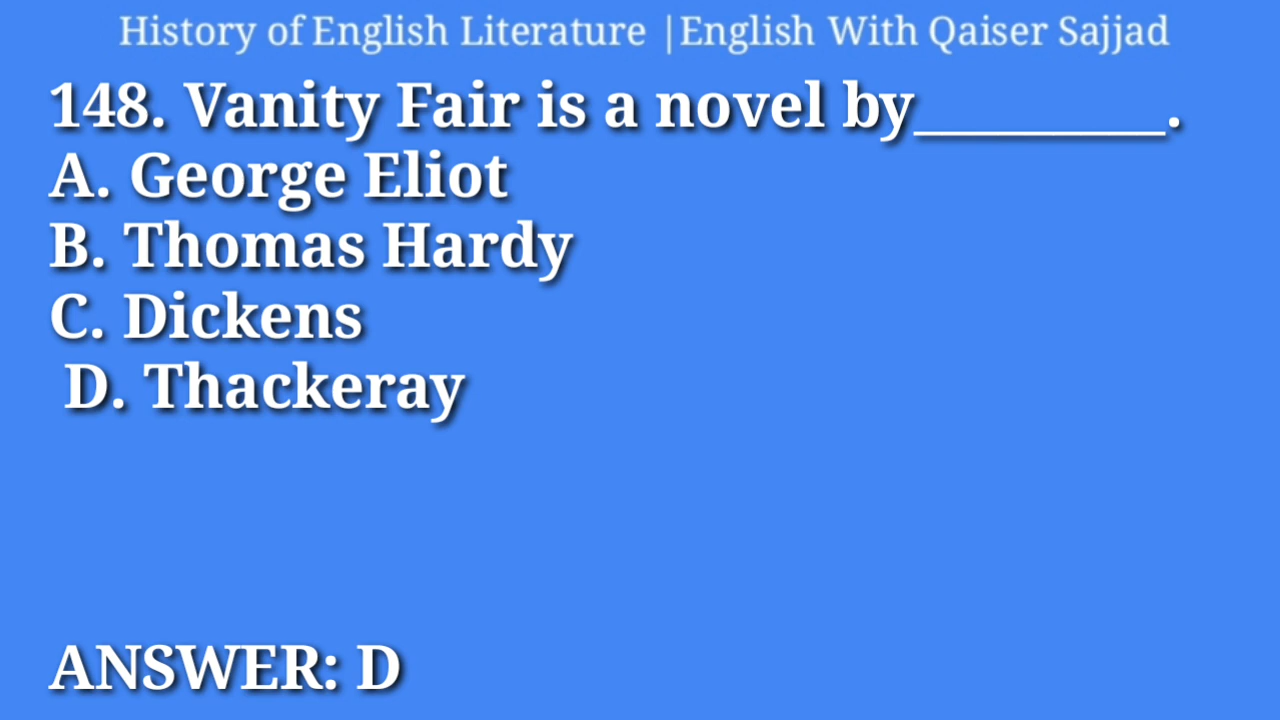 History of English Literature |English With Qaiser Sajjad
148. Vanity Fair is a novel by_________.
A. George Eliot
B. Thomas Hardy
C. Dickens
D. Thackeray
ANSWER: D